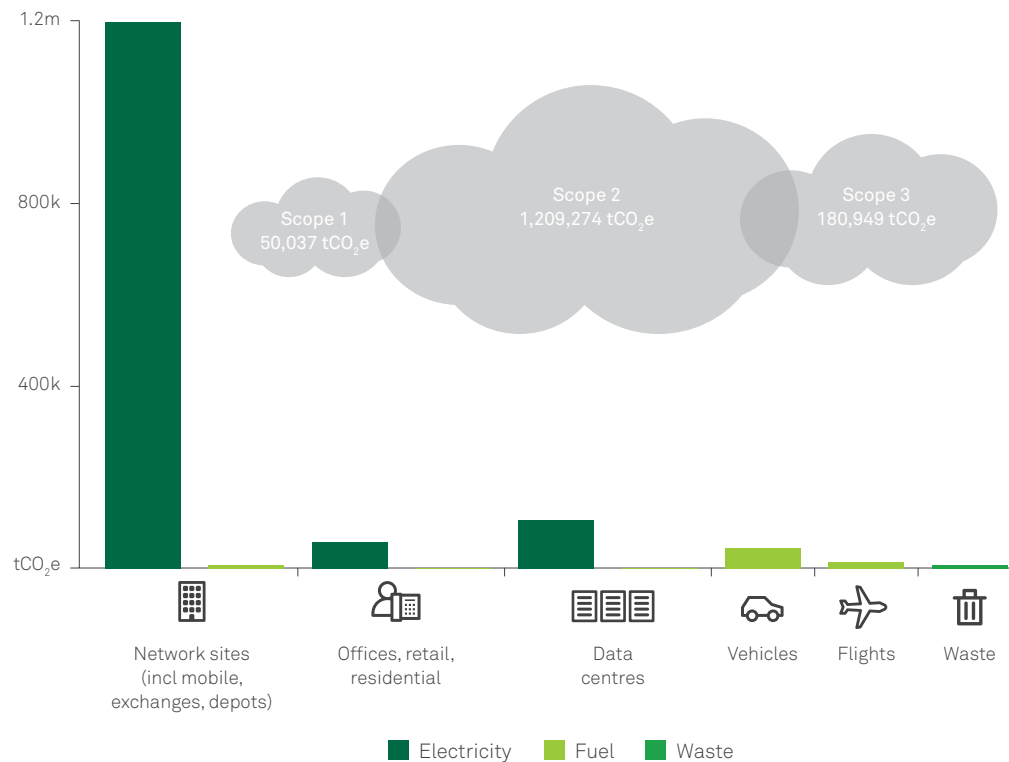 1.2m
800k
400k
tCO₂e
Scope 1
50,037 tCO₂e
Scope 2
1,209,274 tCO₂e
Scope 3
180,949 tCO₂e
Network sites
(incl mobile,
exchanges, depots)
Offices, retail,
residential
Data
centres
Vehicles
Flights
Waste
Electricity
Fuel
Waste